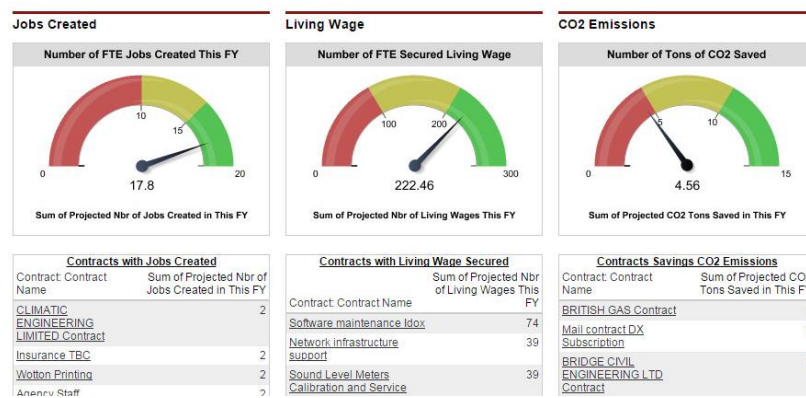 Jobs Created
Number of FTE Jobs Created This FY
10
15
0
20
17.8
Sum of Projected Nbr of Jobs Created in This FY
Contracts with Jobs Created
Contract: Contract Name
Sum of Projected Nbr of Jobs Created in This FY
CLIMATIC
ENGINEERING
LIMITED Contract
2
Insurance TBC
2
Wotton Printing
2
Agency Staff
2
Living Wage
Number of FTE Secured Living Wage
100
200
0
300
222.46
Sum of Projected Nbr of Living Wages This FY
Contracts with Living Wage Secured
Contract: Contract Name
Sum of Projected Nbr
of Living Wages This
FY
Software maintenance Idox
74
Network infrastructure
support
39
Sound Level Meters
Calibration and Service
39
CO2 Emissions
Number of Tons of CO2 Saved
5
10
0
15
4.56
Sum of Projected CO2 Tons Saved in This FY
Contracts Savings CO2 Emissions
Contract: Contract
Name
Sum of Projected
Tons Saved in This
BRITISH GAS Contract
Mail contract DX
Subscription
BRIDGE CIVIL
ENGINEERING LTD
Contract